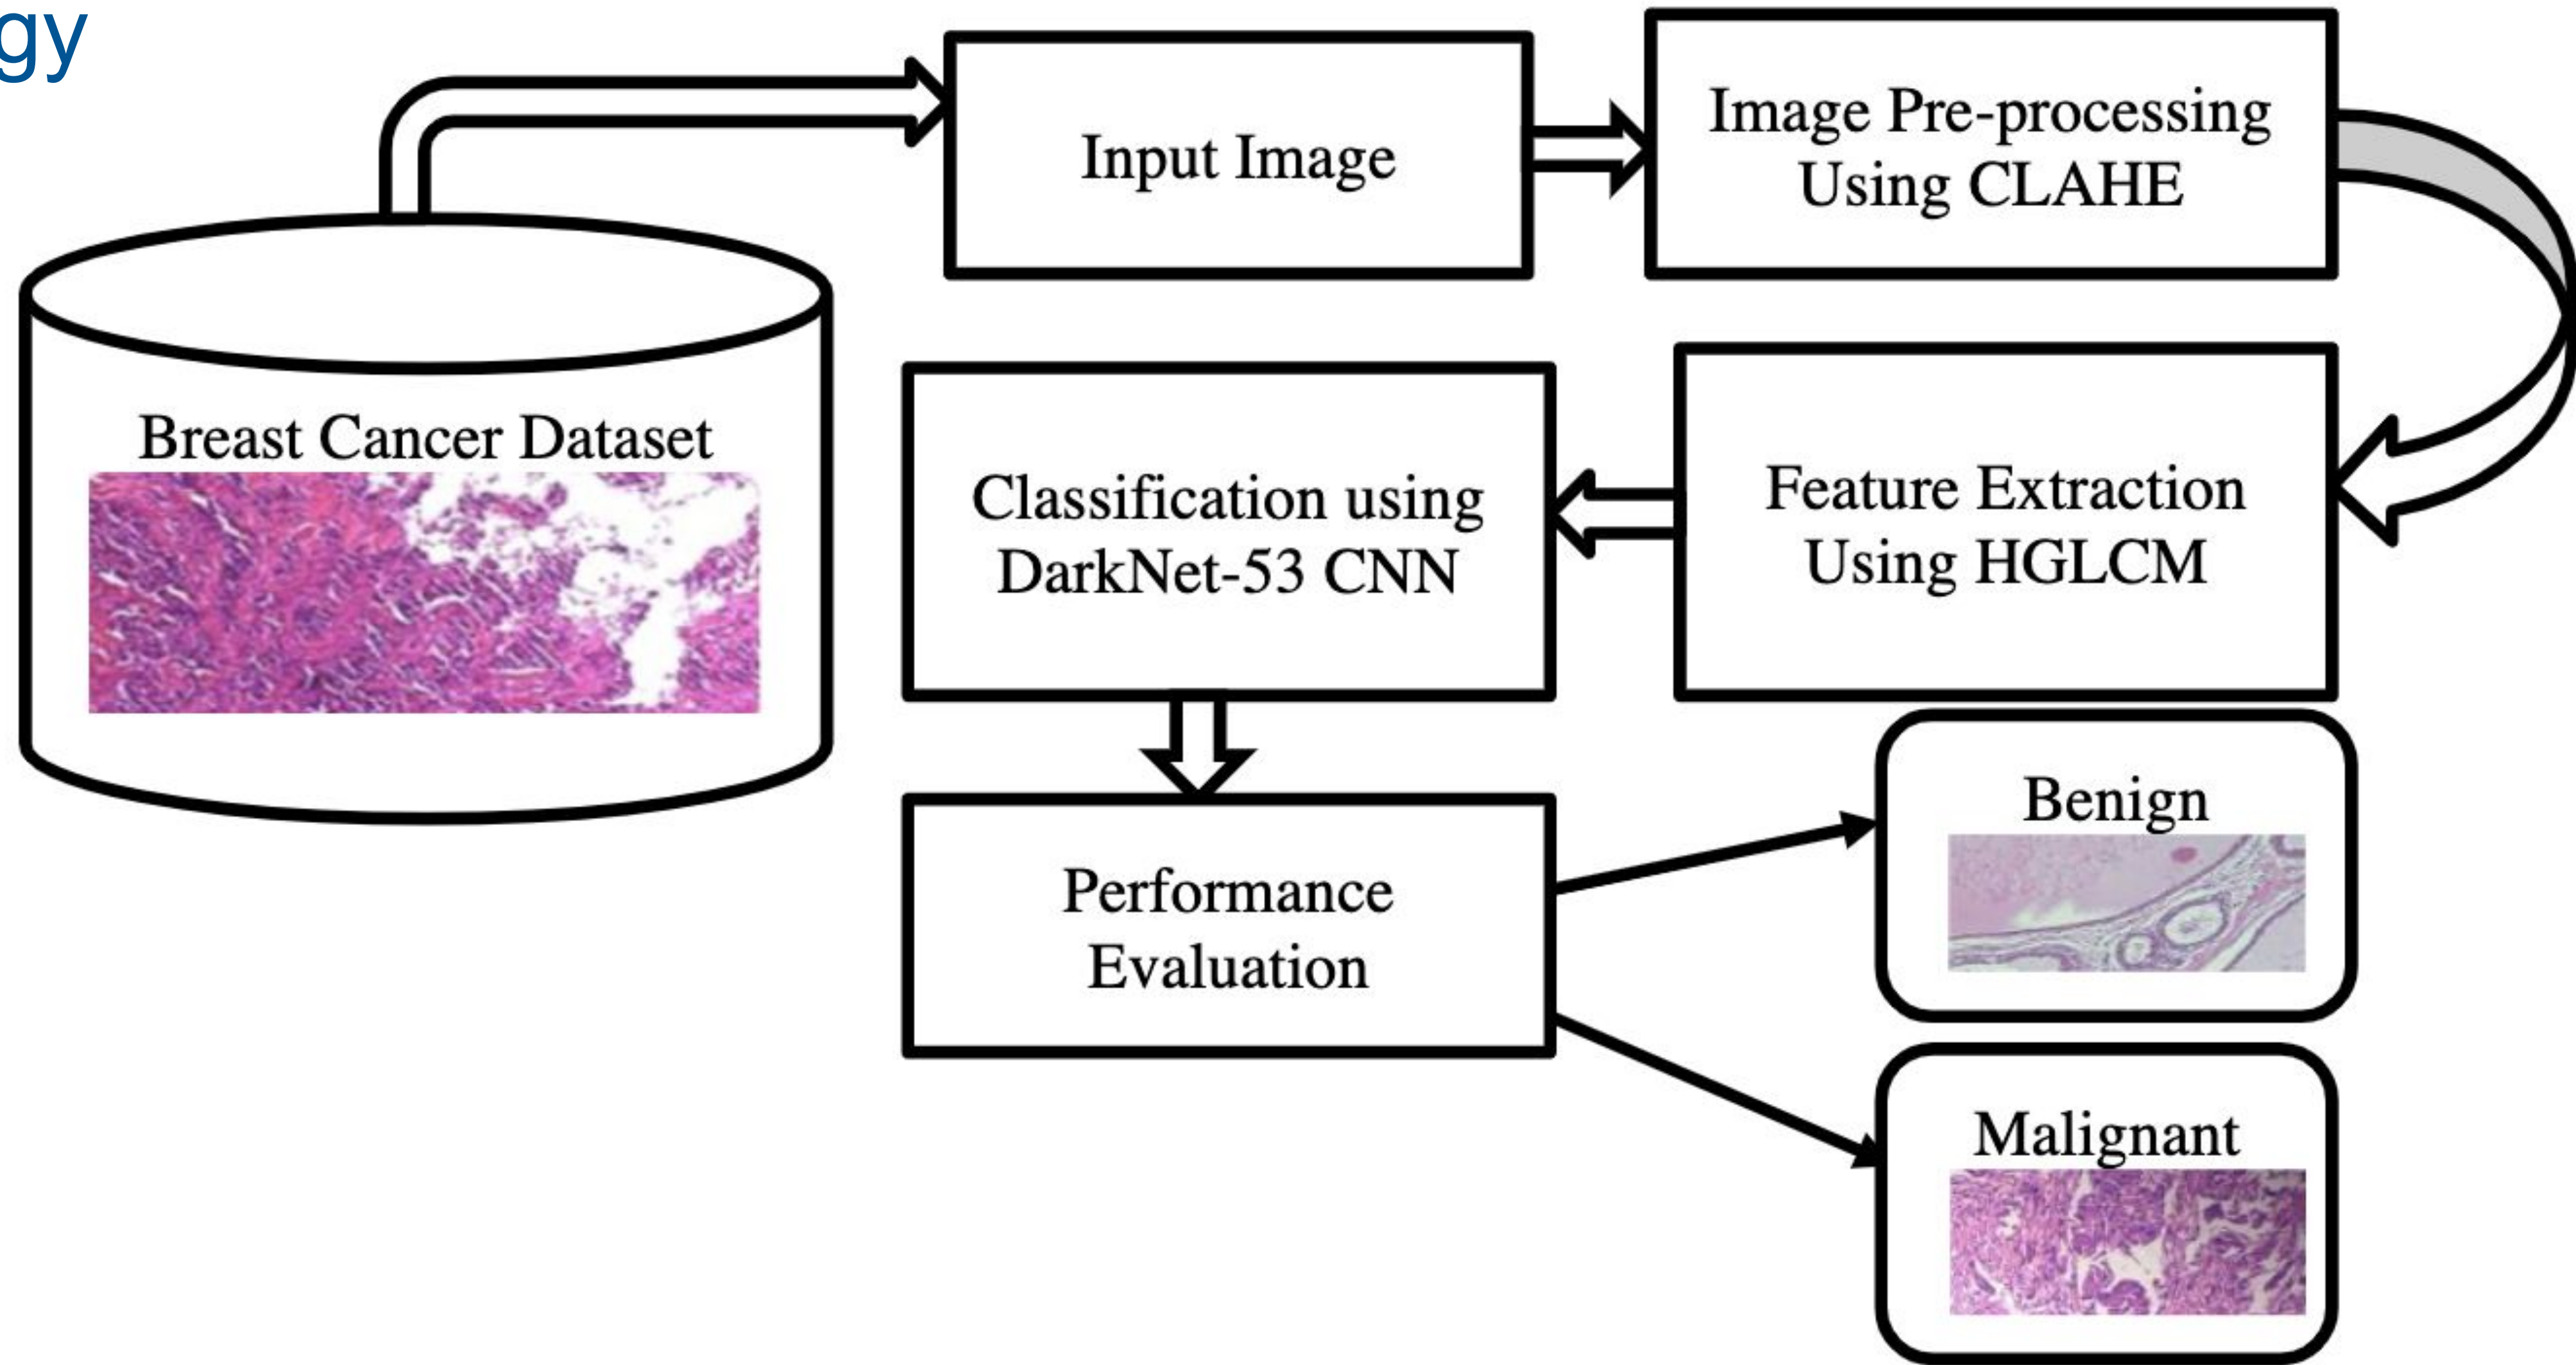 gy
Input Image
Image Pre-processing
Using CLAHE
Breast Cancer Dataset
Classification using
DarkNet-53 CNN
Feature Extraction
Using HGLCM
Performance
Evaluation
Benign
Malignant